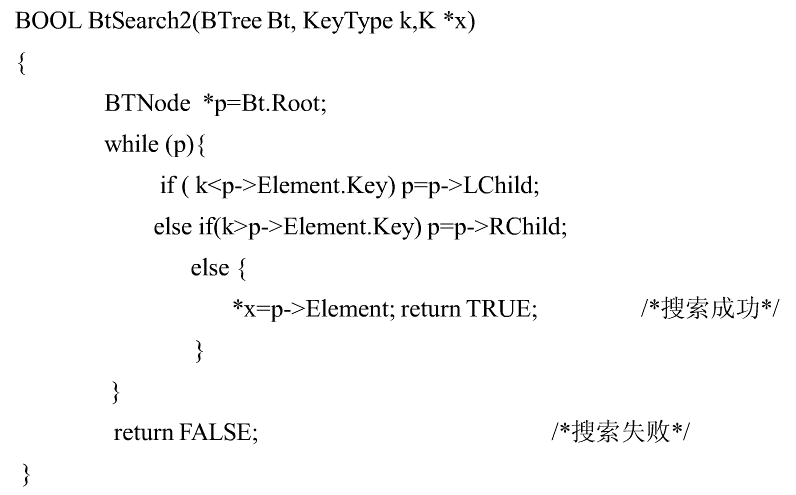 BOOL BtSearch2(BTree Bt, KeyType k,K *x)
{
BTNode *p=Bt.Root;
while (p){
if ( k<p->Element.Key) p=p->LChild;
else if(k>p->Element.Key) p=p->RChild;
else {
*x=p->Element; return TRUE; /*搜索成功*/
}
}
return FALSE; /*搜索失败*/
}